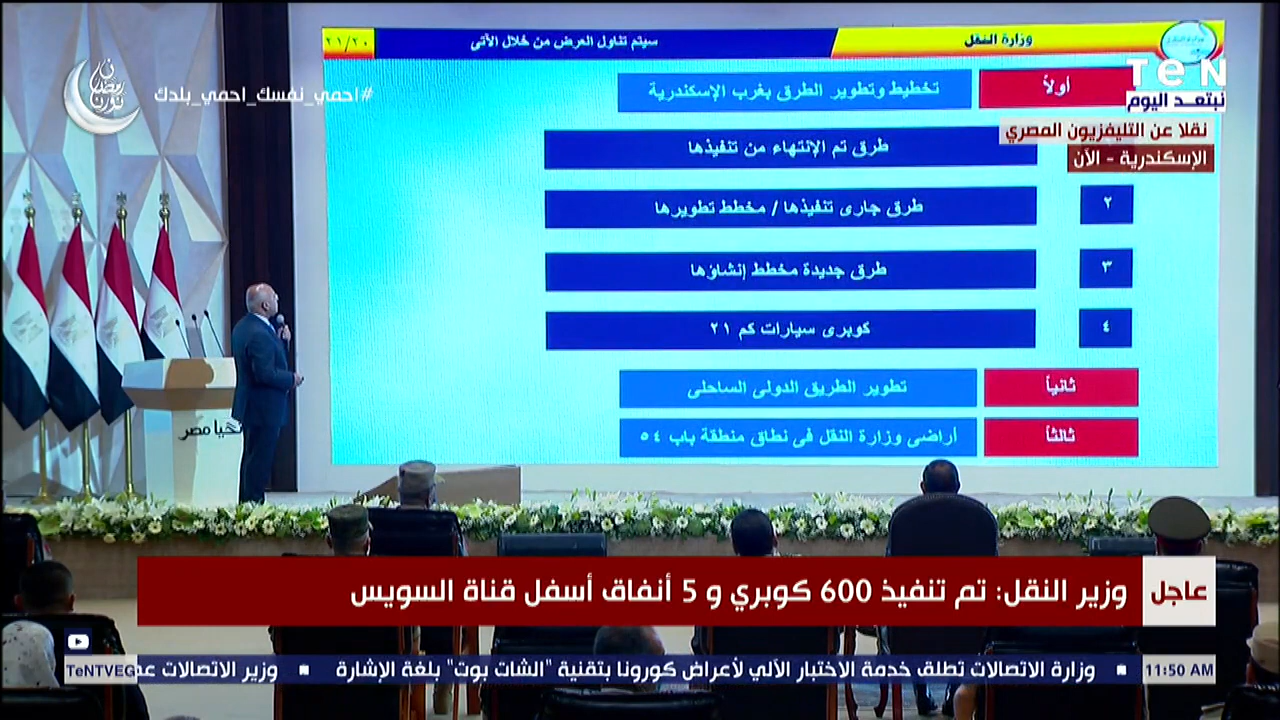 وزارة النقل
سيتم تناول العرض من خلال الآتى
٢١/٢٠
TeN
نبتعد اليوم
#احمي_نفسك_احمي_بلدك
رمضان
أولاً
تخطيط وتطوير الطرق بغرب الإسكندرية
نقلا عن التليفزيون المصري
الإسكندرية - الآن
طرق تم الإنتهاء من تنفيذها
٢
طرق جارى تنفيذها / مخطط تطويرها
٣
طرق جديدة مخطط إنشاؤها
٤
كوبرى سيارات كم ٢١
ثانياً
تطوير الطريق الدولى الساحلى
ثالثاً
أراضى وزارة النقل فى نطاق منطقة باب ٥٤
تحيا مصر
عاجل
وزير النقل: تم تنفيذ 600 كوبري و 5 أنفاق أسفل قناة السويس
11:50 AM
وزارة الاتصالات تطلق خدمة الاختبار الآلي لأعراض كورونا بتقنية "الشات بوت" بلغة الإشارة
وزير الاتصالات
TeNTVEG